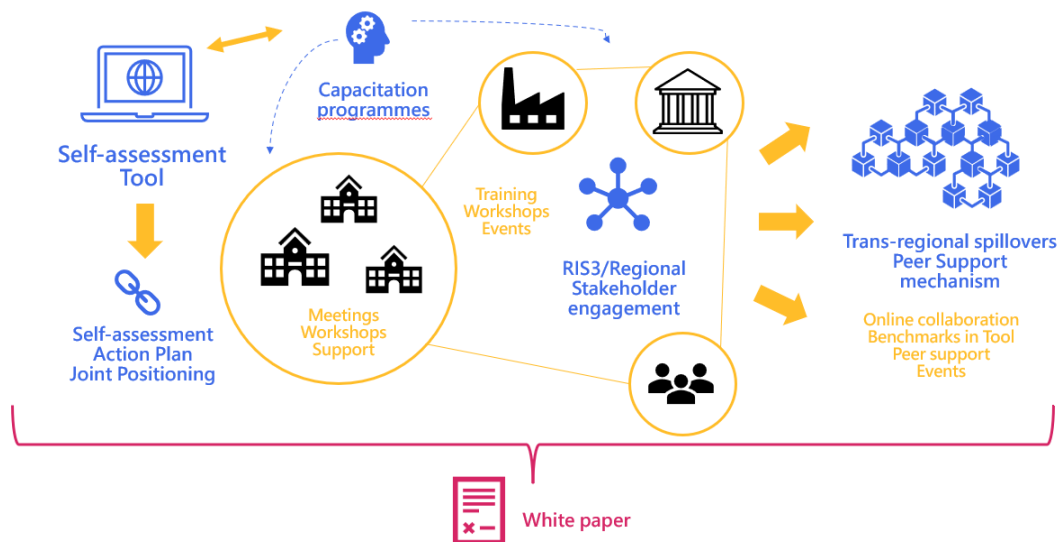 Capacitation
programmes
Self-assessment
Tool
Self-assessment
Action Plan
Joint Positioning
Meetings
Workshops
Support
Training
Workshops
Events
RIS3/Regional
Stakeholder
engagement
Trans-regional spillovers
Peer Support
mechanism
Online collaboration
Benchmarks in Tool
Peer support
Events
White paper